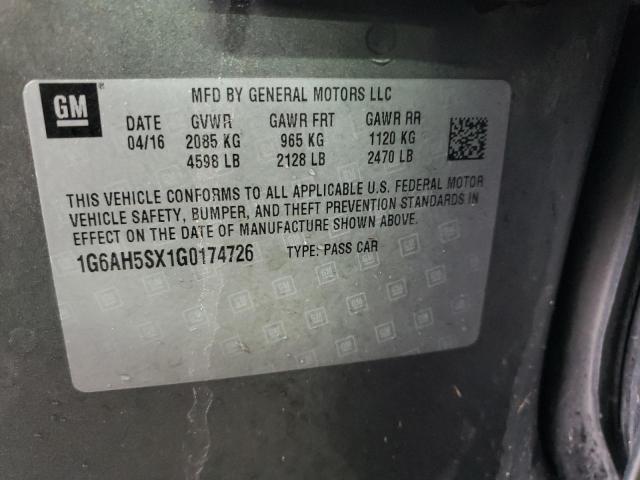 GM
MFD BY GENERAL MOTORS LLC
DATE GVWR GAWR FRT GAWR RR
04/16 2085 KG 965 KG 1120 KG
4598 LB 2128 LB 2470 LB
THIS VEHICLE CONFORMS TO ALL APPLICABLE U.S. FEDERAL MOTOR
VEHICLE SAFETY, BUMPER, AND THEFT PREVENTION STANDARDS IN
EFFECT ON THE DATE OF MANUFACTURE SHOWN ABOVE.
1G6AH5SX1G0174726 TYPE: PASS CAR